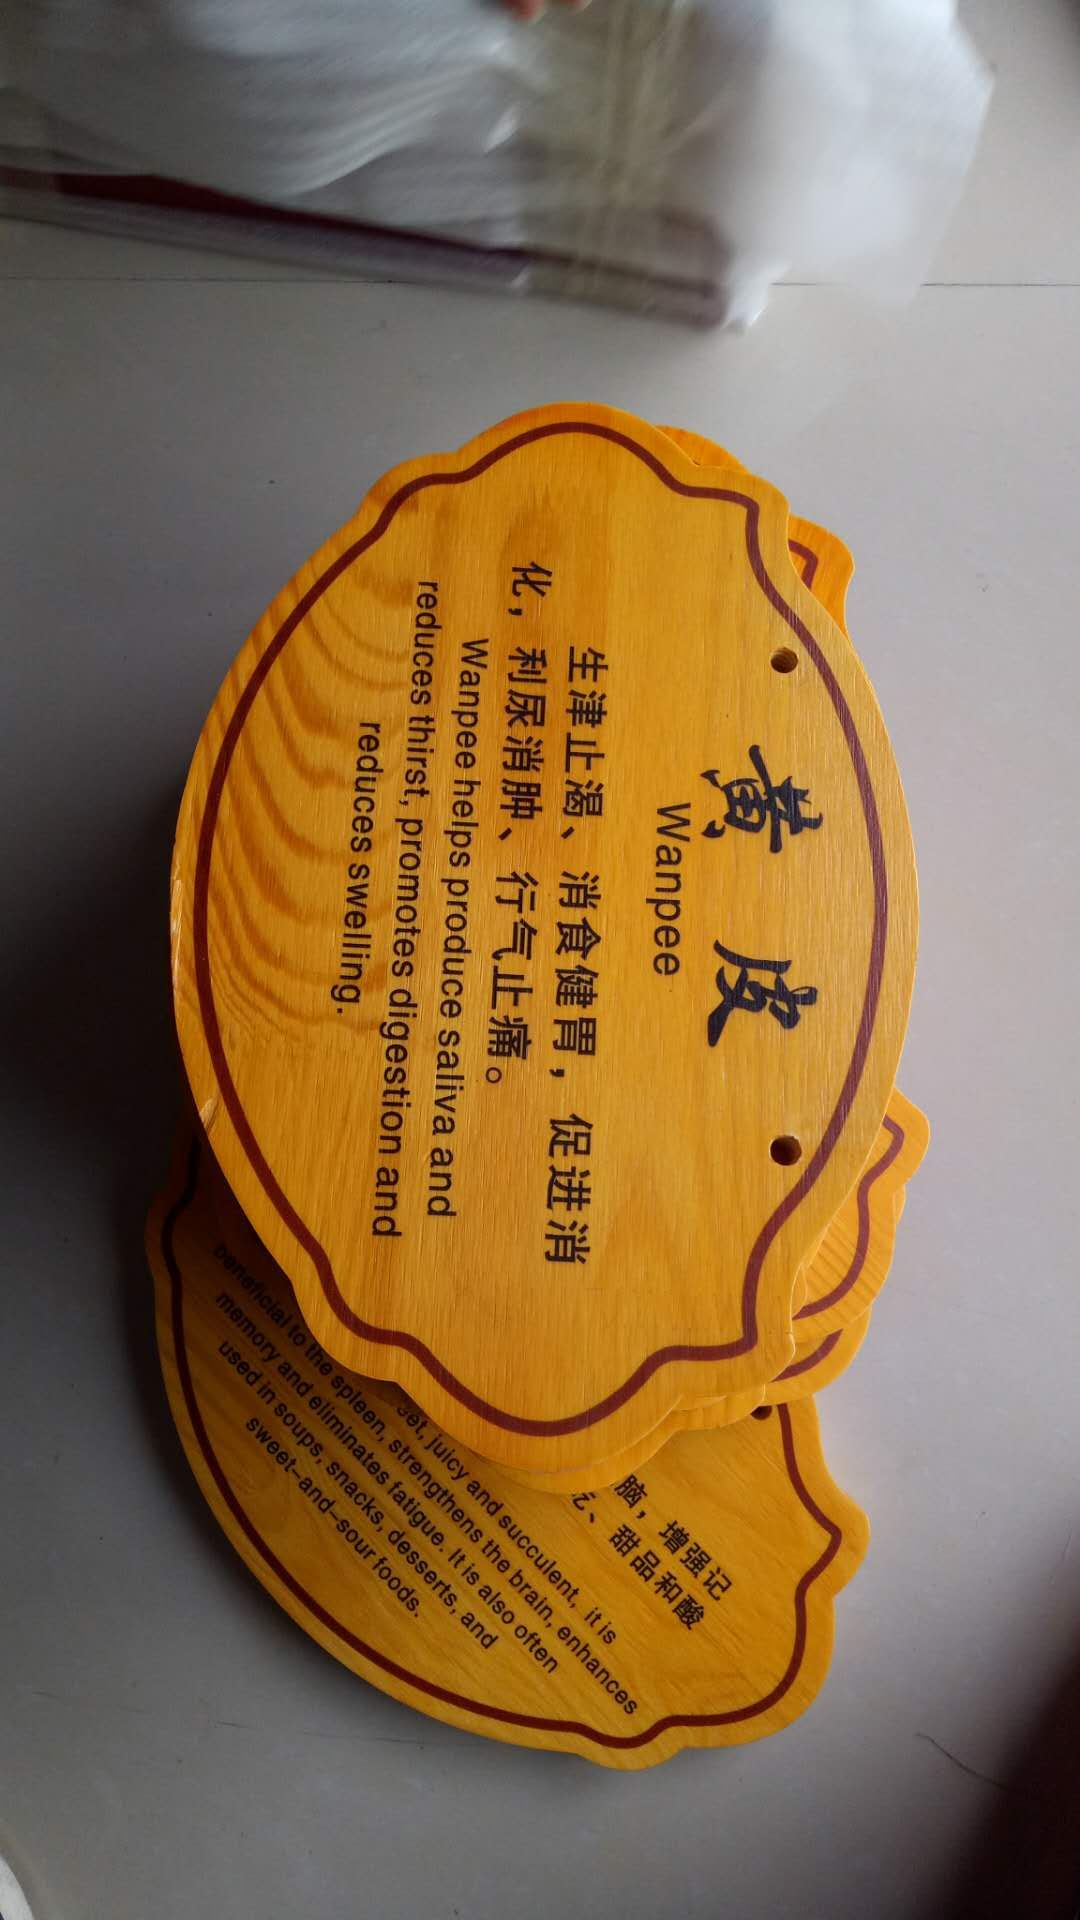 黄皮
Wanpee
生津止渴、消食健胃，促进消
化，利尿消肿、行气止痛。
Wanpee helps produce saliva and
reduces thirst, promotes digestion and
reduces swelling.
脑，增强记
、甜品和酸
juicy and succulent, it is
beneficial to the spleen, strengthens the brain, enhances
memory and eliminates fatigue. It is also often
used in soups, snacks, desserts, and
sweet-and-sour foods.